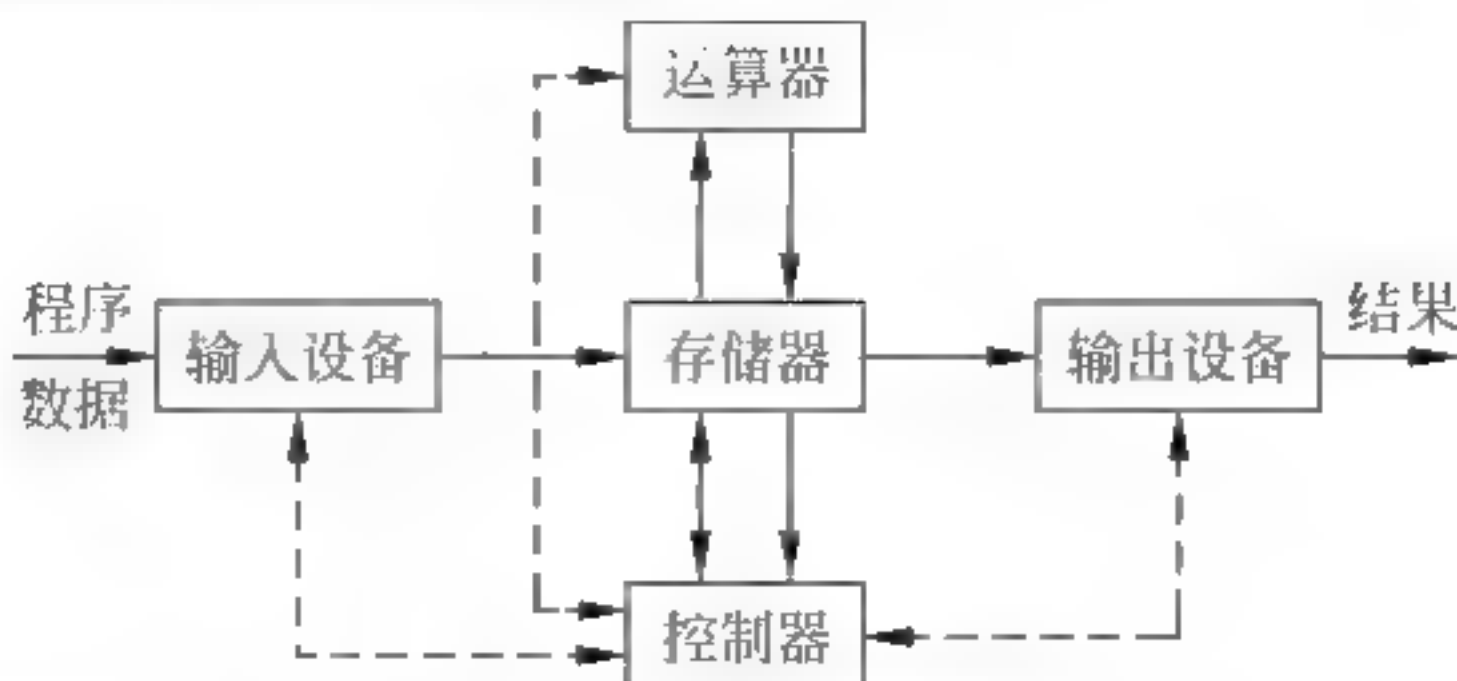 运算器
程序
数据
输入设备
存储器
输出设备
结果
控制器